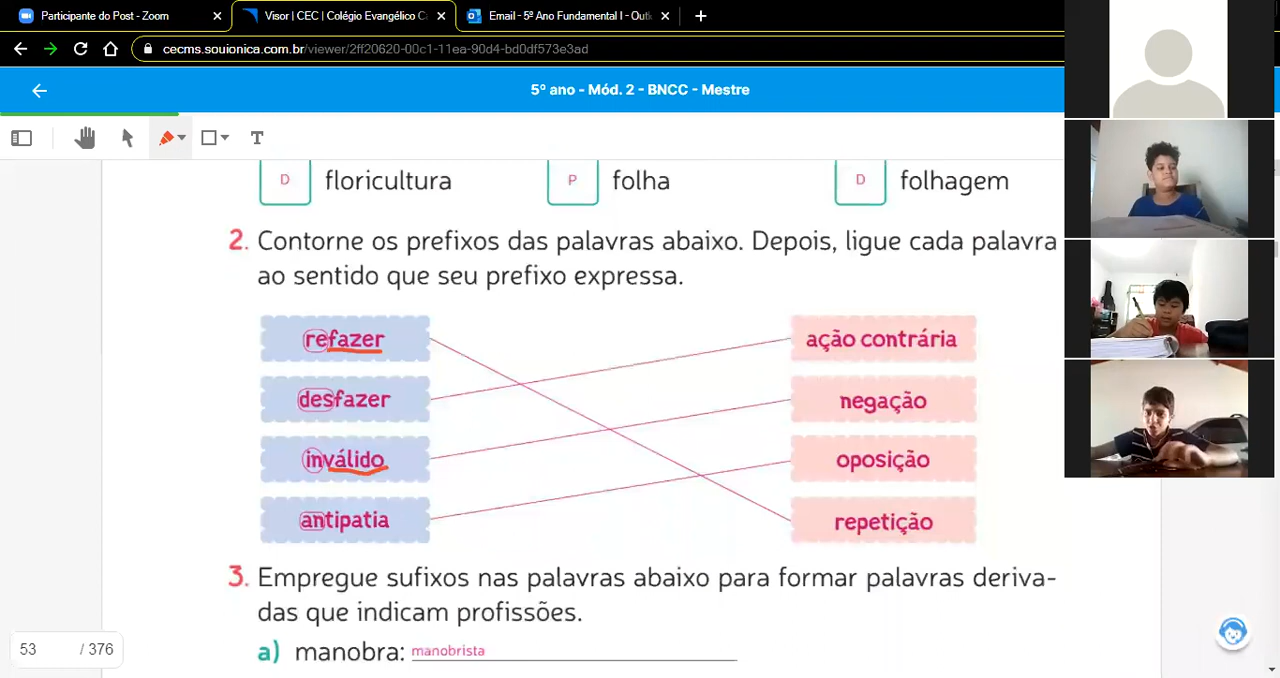 Participante do Post - Zoom
Visor | CEC | Colégio Evangélico C
Email - 5º Ano Fundamental I - Outl
cecms.souionica.com.br/viewer/2ff20620-00c1-11ea-90d4-bd0df573e3ad
5º ano - Mód. 2 - BNCC - Mestre
T
D floricultura P folha D folhagem
2. Contorne os prefixos das palavras abaixo. Depois, ligue cada palavra
ao sentido que seu prefixo expressa.
refazer ação contrária
desfazer negação
inválido oposição
antipatia repetição
3. Empregue sufixos nas palavras abaixo para formar palavras deriva-
das que indicam profissões.
a) manobra: manobrista
53 / 376